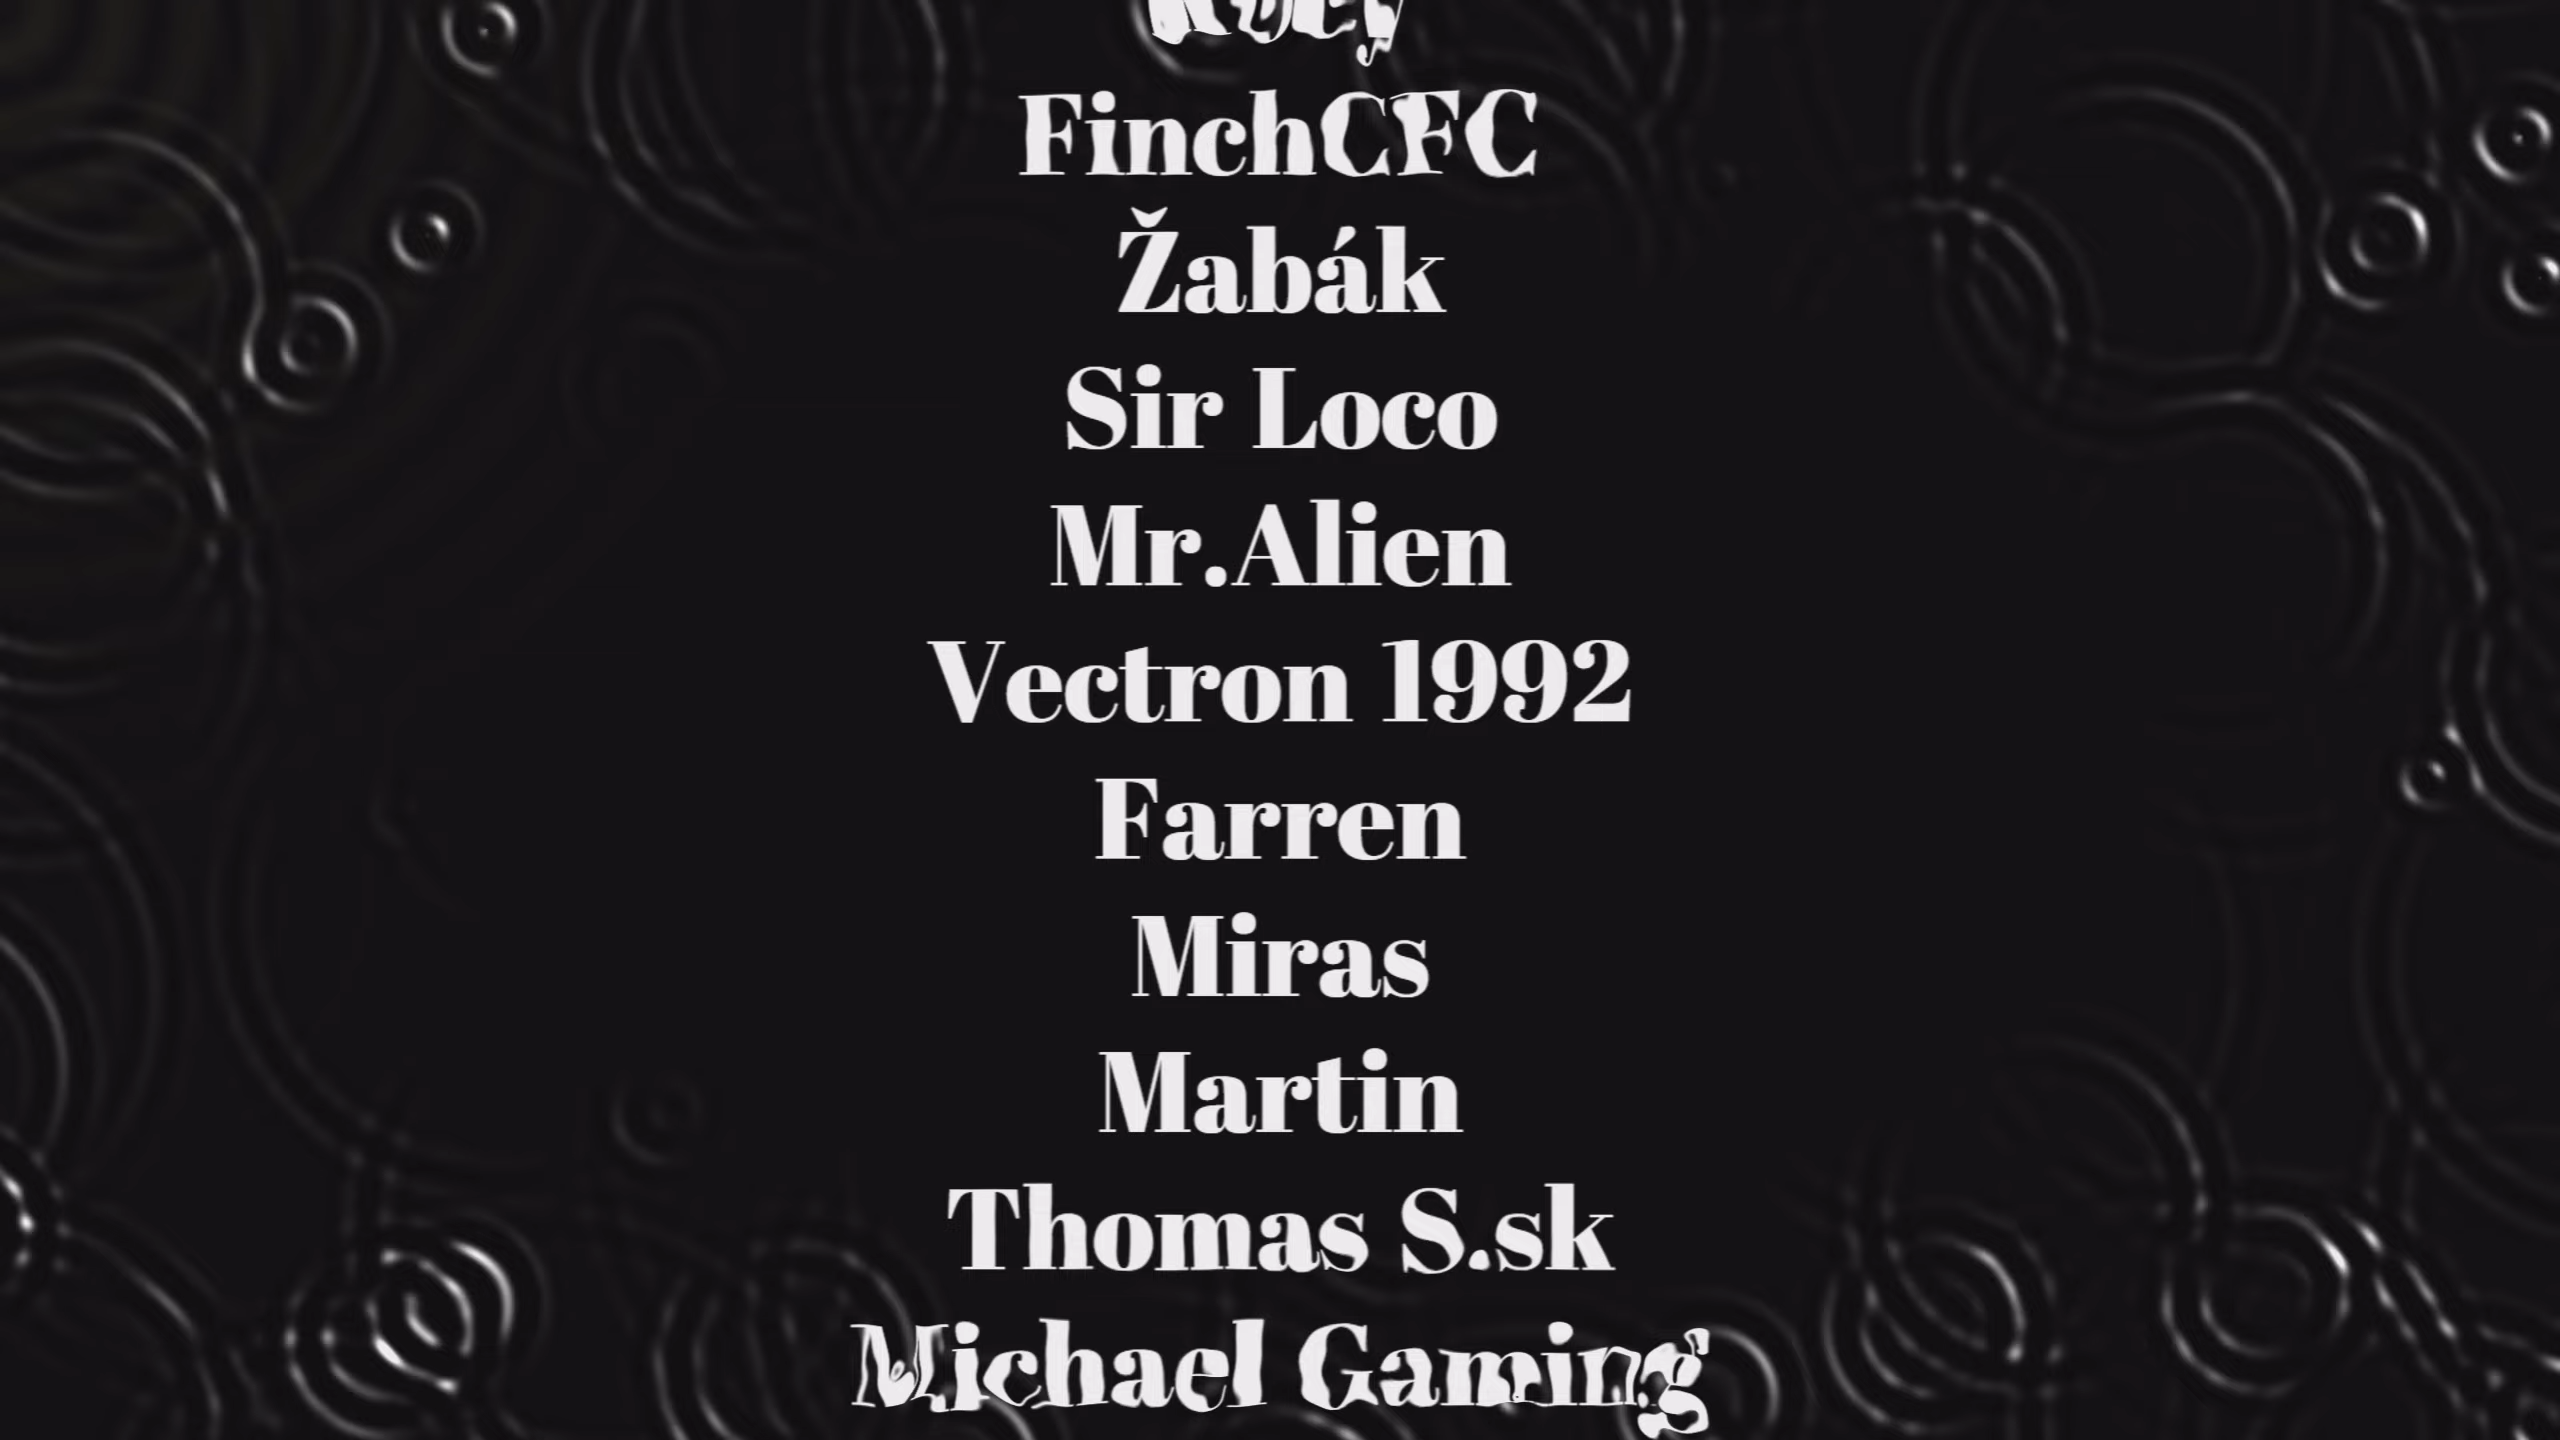 FinchCFC
Žabák
Sir Loco
Mr.Alien
Vectron 1992
Farren
Miras
Martin
Thomas S.sk
Michael Gaming